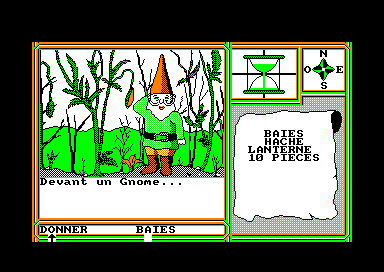 N
O E
S
BAIES
HACHE
LANTERNE
10 PIECES
Devant un Gnome...
DONNER BAIES